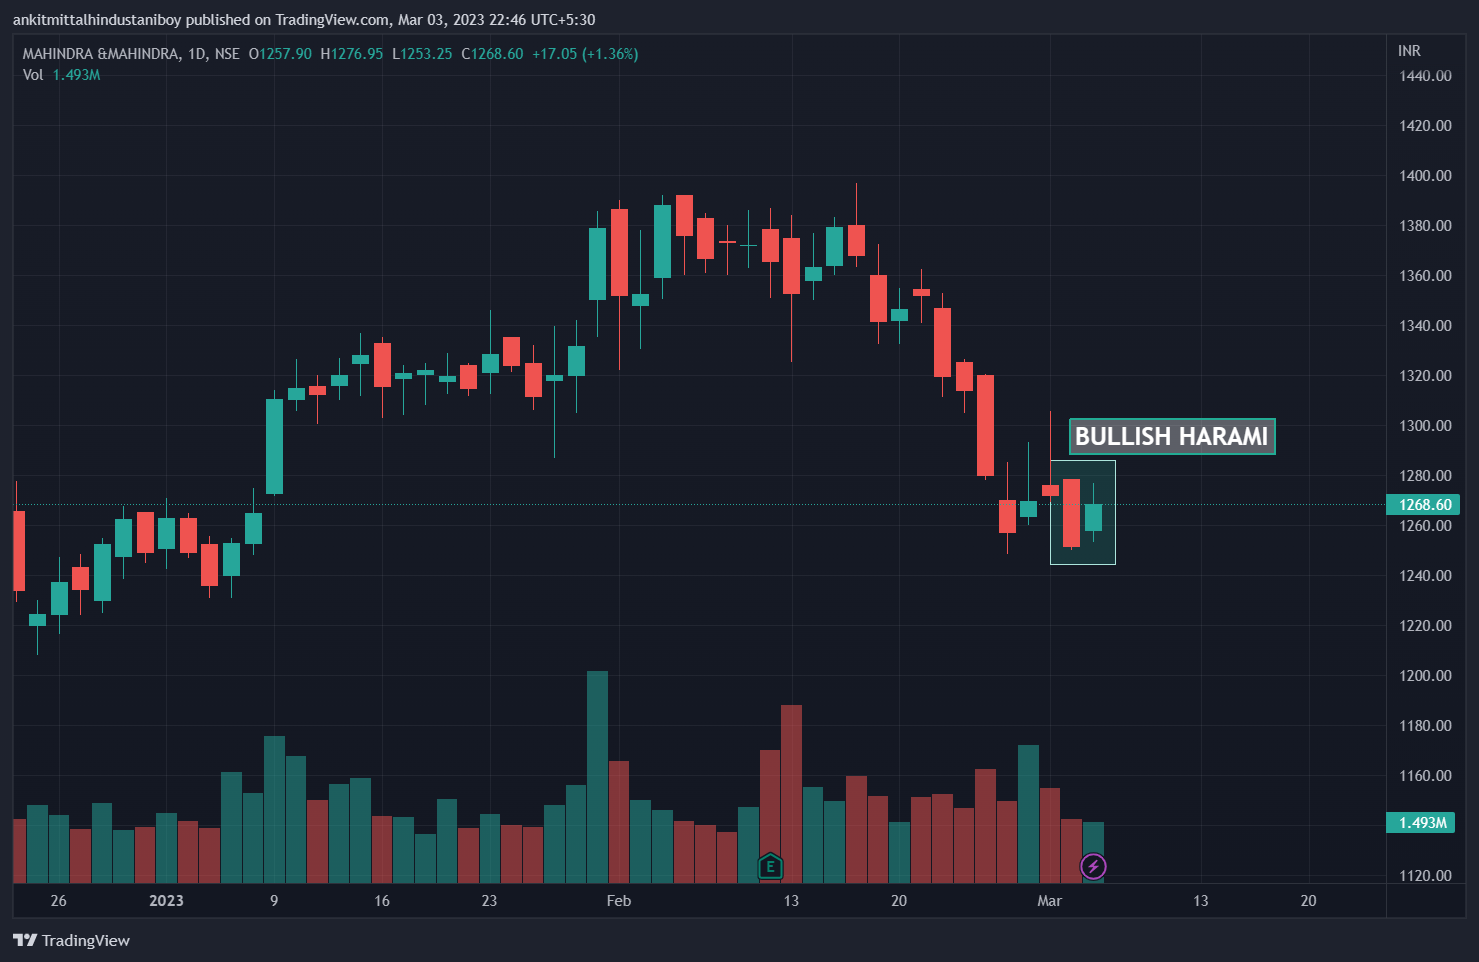 ankitmittalhindustaniboy published on TradingView.com, Mar 03, 2023 22:46 UTC+5:30
MAHINDRA &MAHINDRA, 1D, NSE O1257.90 H1276.95 L1253.25 C1268.60 +17.05 (+1.36%)
Vol 1.493M
INR
1440.00
1420.00
1400.00
1380.00
1360.00
1340.00
1320.00
1300.00
BULLISH HARAMI
1280.00
1268.60
1260.00
1240.00
1220.00
1200.00
1180.00
1160.00
1.493M
E
1120.00
26 2023 9 16 23 Feb 13 20 Mar 13 20
TradingView